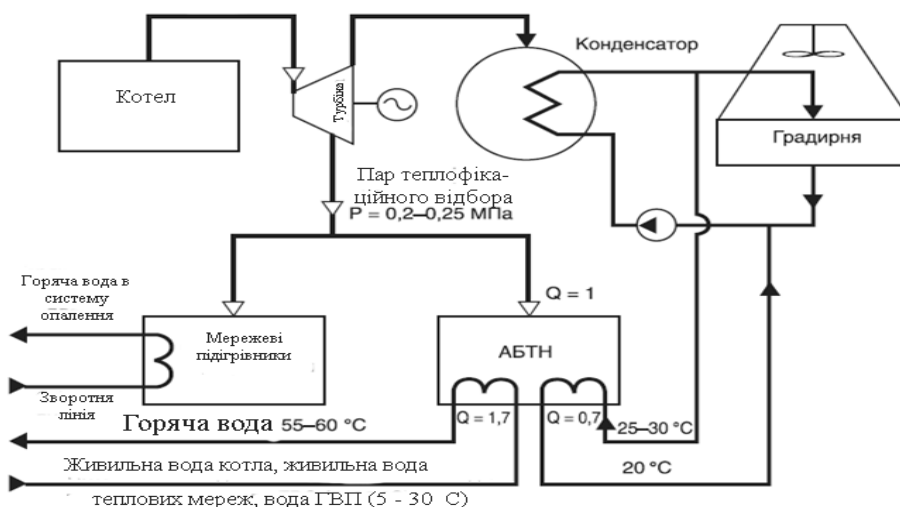 Котел
Турбіна
Конденсатор
Градирня
Пар теплофіка-
ційного відбора
P = 0,2–0,25 МПа
Q = 1
Горяча вода в
систему
опалення
Мережеві
підігрівники
АБТН
Зворотня
лінія
Q = 1,7
Q = 0,7
25–30 °C
Горяча вода 55–60 °C
Живильна вода котла, живильна вода
теплових мереж, вода ГВП (5 - 30 С)
20 °C